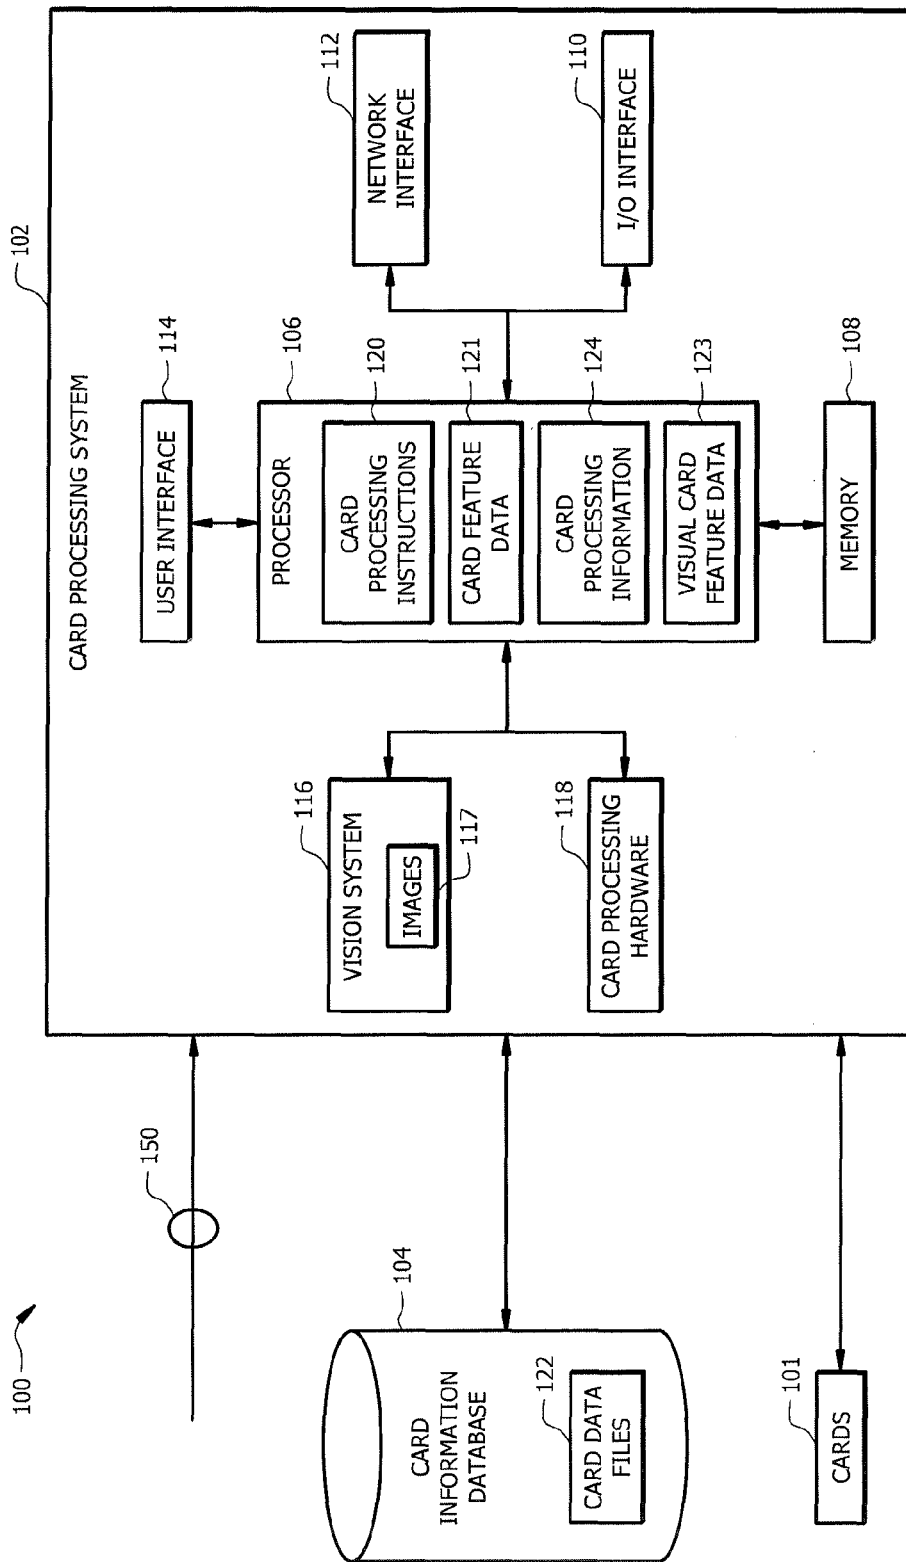 100
102
CARD PROCESSING SYSTEM
150
104
CARD
INFORMATION
DATABASE
122
CARD DATA
FILES
101
CARDS
116
VISION SYSTEM
117
IMAGES
118
CARD PROCESSING
HARDWARE
114
USER INTERFACE
106
PROCESSOR
120
CARD
PROCESSING
INSTRUCTIONS
121
CARD FEATURE
DATA
124
CARD
PROCESSING
INFORMATION
123
VISUAL CARD
FEATURE DATA
108
MEMORY
112
NETWORK
INTERFACE
110
I/O INTERFACE